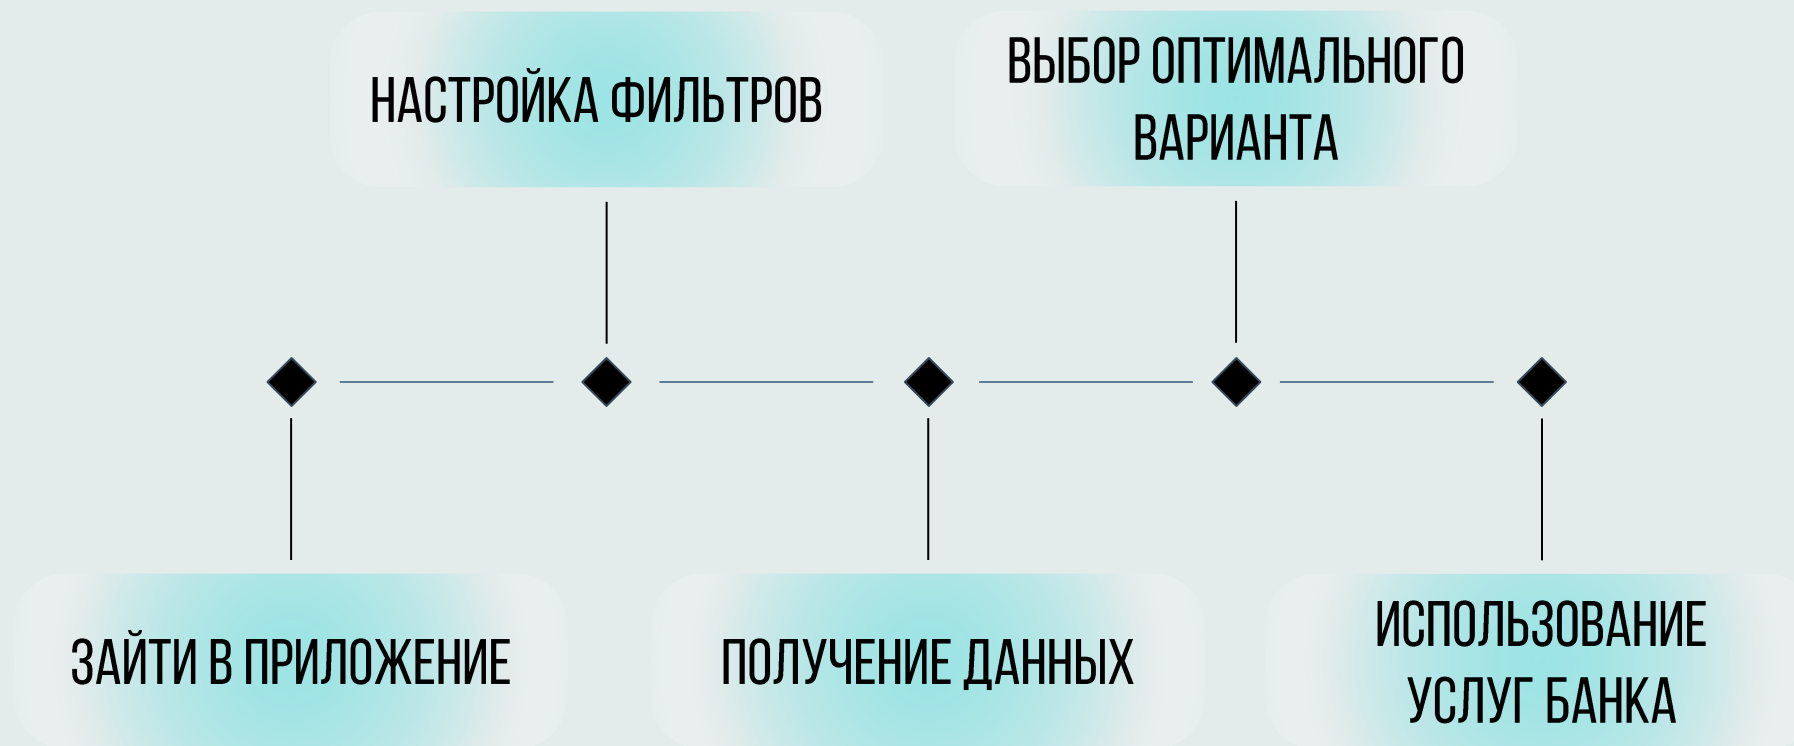 НАСТРОЙКА ФИЛЬТРОВ
ВЫБОР ОПТИМАЛЬНОГО
ВАРИАНТА
ЗАЙТИ В ПРИЛОЖЕНИЕ
ПОЛУЧЕНИЕ ДАННЫХ
ИСПОЛЬЗОВАНИЕ
УСЛУГ БАНКА